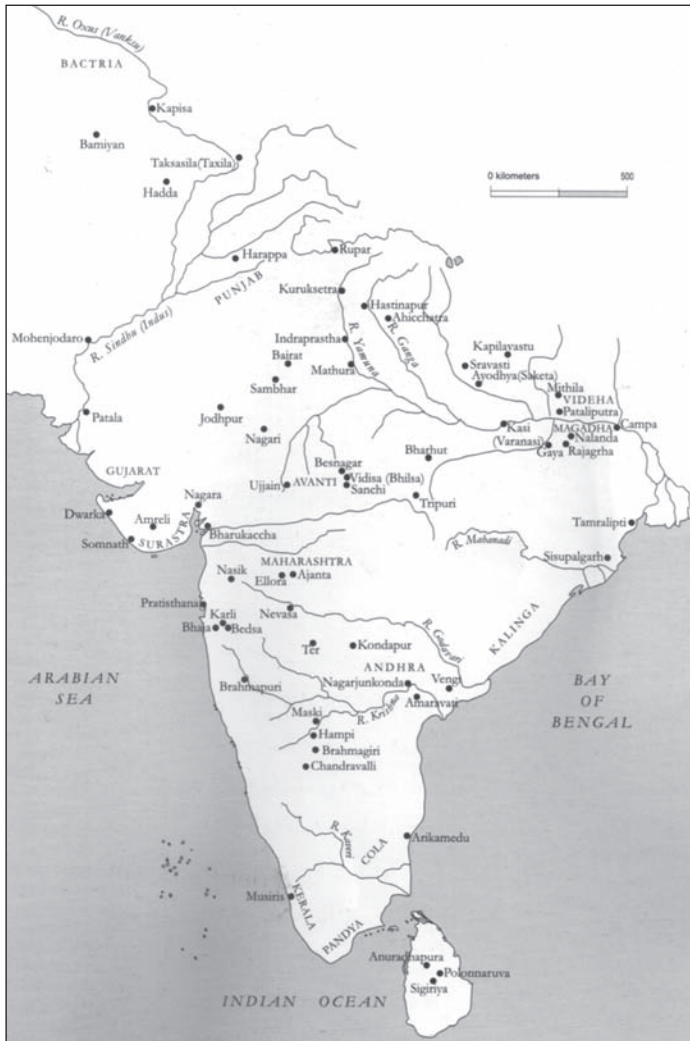 R. Oxus (Vanksu)
BACTRIA
Kapisa
Bamiyan
Taksasila (Taxila)
Hadda
0 kilometers 500
Harappa
Rupar
PUNJAB
Kuruksetra
Hastinapur
Ahicchatra
R. Sindhu (Indus)
Mohenjodaro
Indraprastha
R. Yamuna
R. Ganga
Kapilavastu
Bairat
Mathura
Sravasti
Ayodhya (Saketa)
Sambhar
Mithila
VIDEHA
Patala
Jodhpur
Pataliputra
Nagari
Kasi
(Varanasi)
MAGADHA
Campa
Nalanda
Gaya
Rajagrha
Bharhut
Besnagar
GUJARAT
Ujjain
AVANTI
Vidisa (Bhilsa)
Sanchi
Tripuri
Nagara
Dwarka
Amreli
SURASTRA
Bharukaccha
Tamralipti
Somnath
R. Mahanadi
Sisupalgarh
MAHARASHTRA
Nasik
Ellora
Ajanta
Pratisthana
Nevasa
Karli
Bhaja
Bedsa
R. Godavari
KALINGA
Ter
Kondapur
ARABIAN
SEA
ANDHRA
BAY
OF
BENGAL
Brahmapuri
Nagarjunkonda
Vengi
Amaravati
Maski
R. Krishna
Hampi
Brahmagiri
Chandravalli
R. Kaveri
COLA
Arikamedu
Musiris
KERALA
PANDYA
Anuradhapura
Polonnaruva
Sigiriya
INDIAN OCEAN